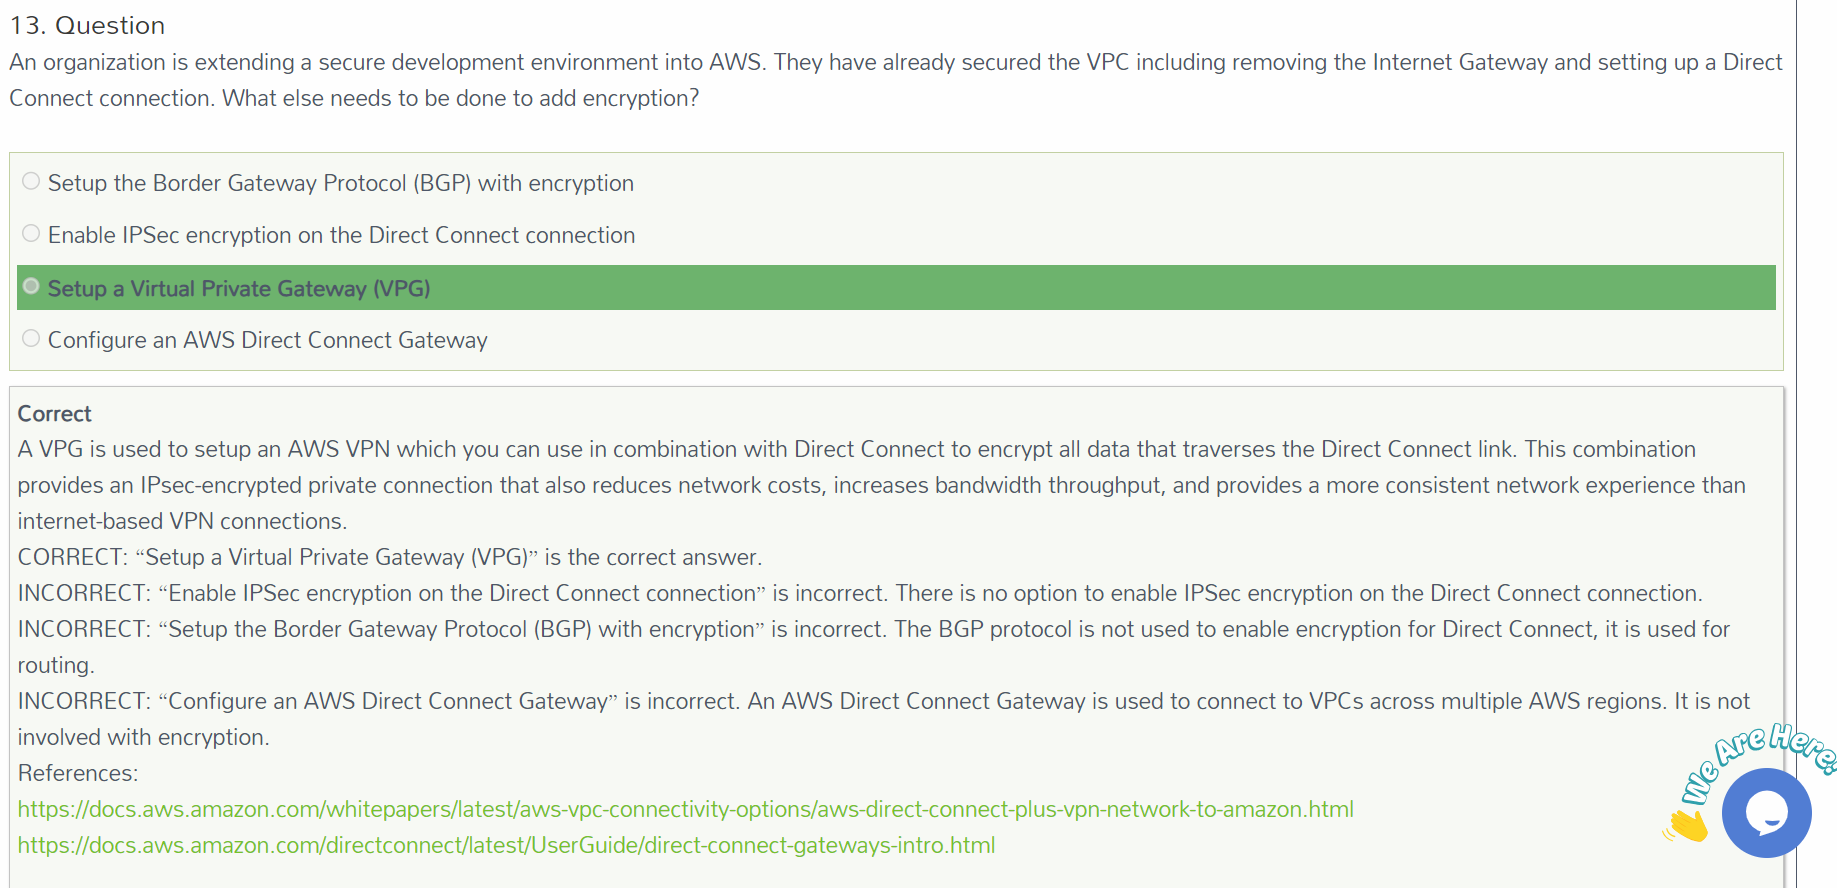 13. Question
An organization is extending a secure development environment into AWS. They have already secured the VPC including removing the Internet Gateway and setting up a Direct
Connect connection. What else needs to be done to add encryption?
Setup the Border Gateway Protocol (BGP) with encryption
Enable IPSec encryption on the Direct Connect connection
Setup a Virtual Private Gateway (VPG)
Configure an AWS Direct Connect Gateway
Correct
A VPG is used to setup an AWS VPN which you can use in combination with Direct Connect to encrypt all data that traverses the Direct Connect link. This combination
provides an IPsec-encrypted private connection that also reduces network costs, increases bandwidth throughput, and provides a more consistent network experience than
internet-based VPN connections.
CORRECT: “Setup a Virtual Private Gateway (VPG)” is the correct answer.
INCORRECT: “Enable IPSec encryption on the Direct Connect connection” is incorrect. There is no option to enable IPSec encryption on the Direct Connect connection.
INCORRECT: “Setup the Border Gateway Protocol (BGP) with encryption” is incorrect. The BGP protocol is not used to enable encryption for Direct Connect, it is used for
routing.
INCORRECT: “Configure an AWS Direct Connect Gateway” is incorrect. An AWS Direct Connect Gateway is used to connect to VPCs across multiple AWS regions. It is not
involved with encryption.
References:
https://docs.aws.amazon.com/whitepapers/latest/aws-vpc-connectivity-options/aws-direct-connect-plus-vpn-network-to-amazon.html
https://docs.aws.amazon.com/directconnect/latest/UserGuide/direct-connect-gateways-intro.html
We Are Here!